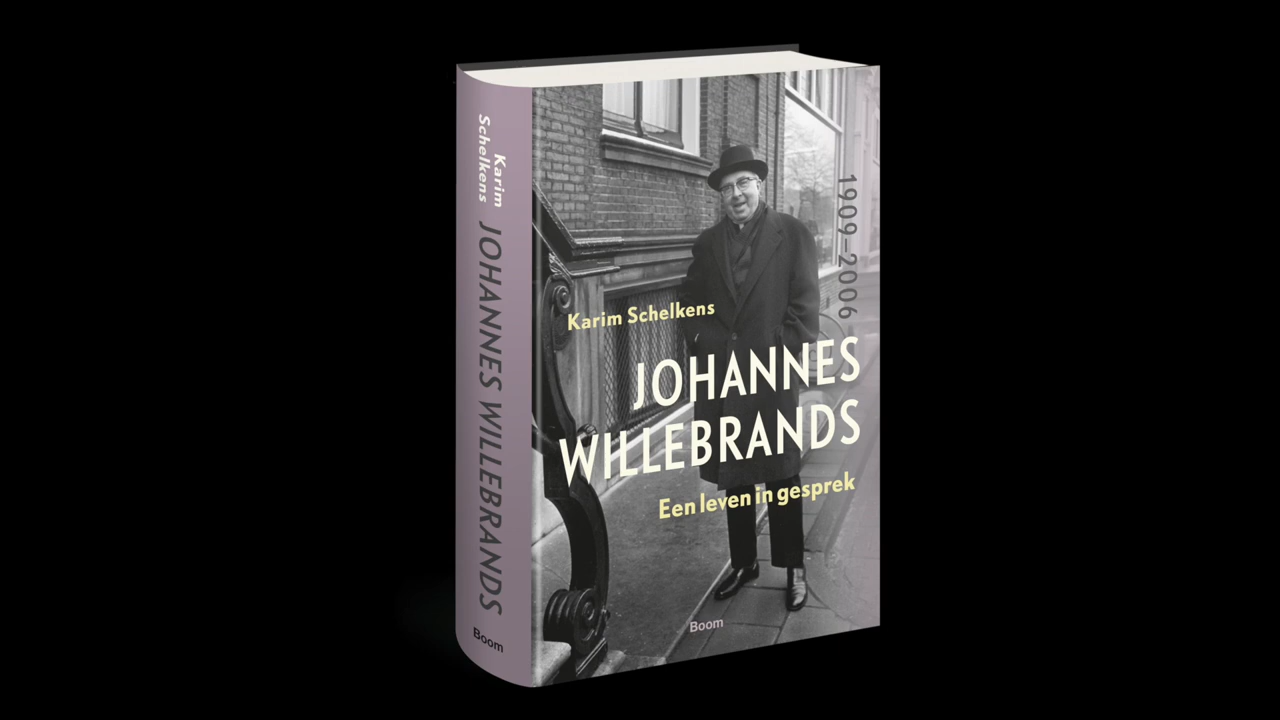 Karim
Schelkens
JOHANNES WILLEBRANDS
Boom
1909–2006
Karim Schelkens
JOHANNES
WILLEBRANDS
Een leven in gesprek
Boom